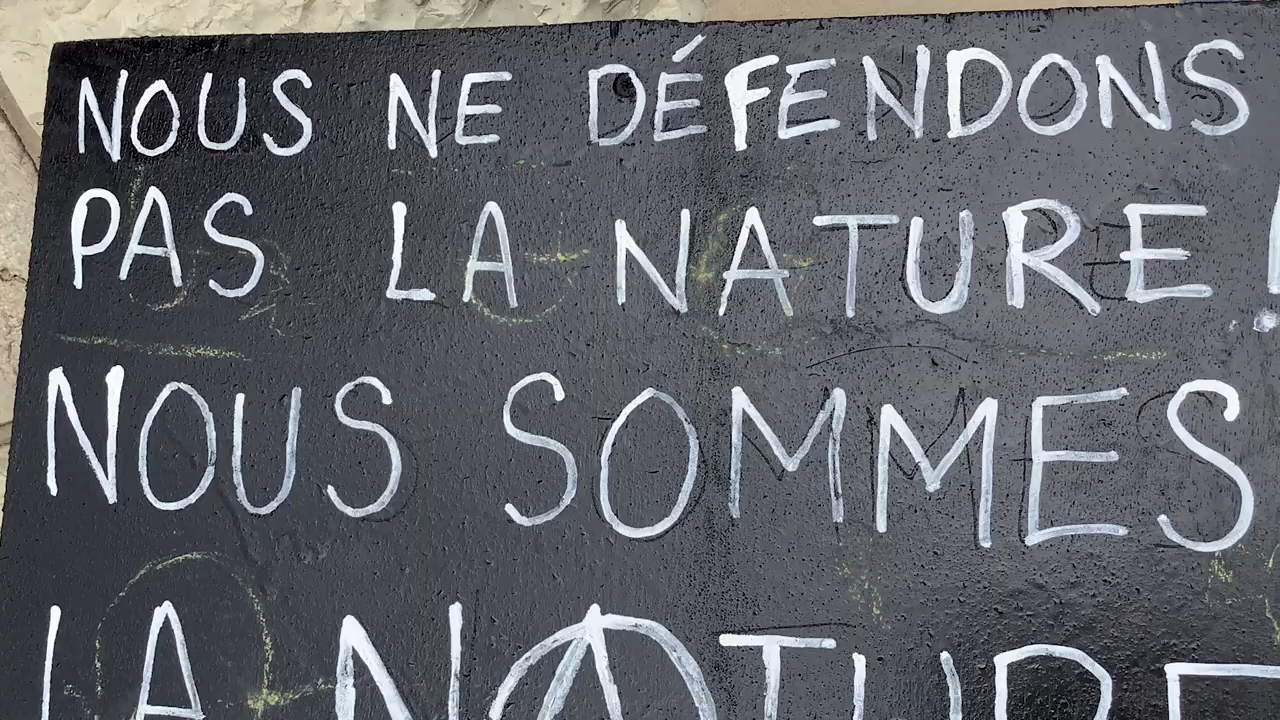 NOUS NE DÉFENDONS
PAS LA NATURE!
NOUS SOMMES
LA NATURE